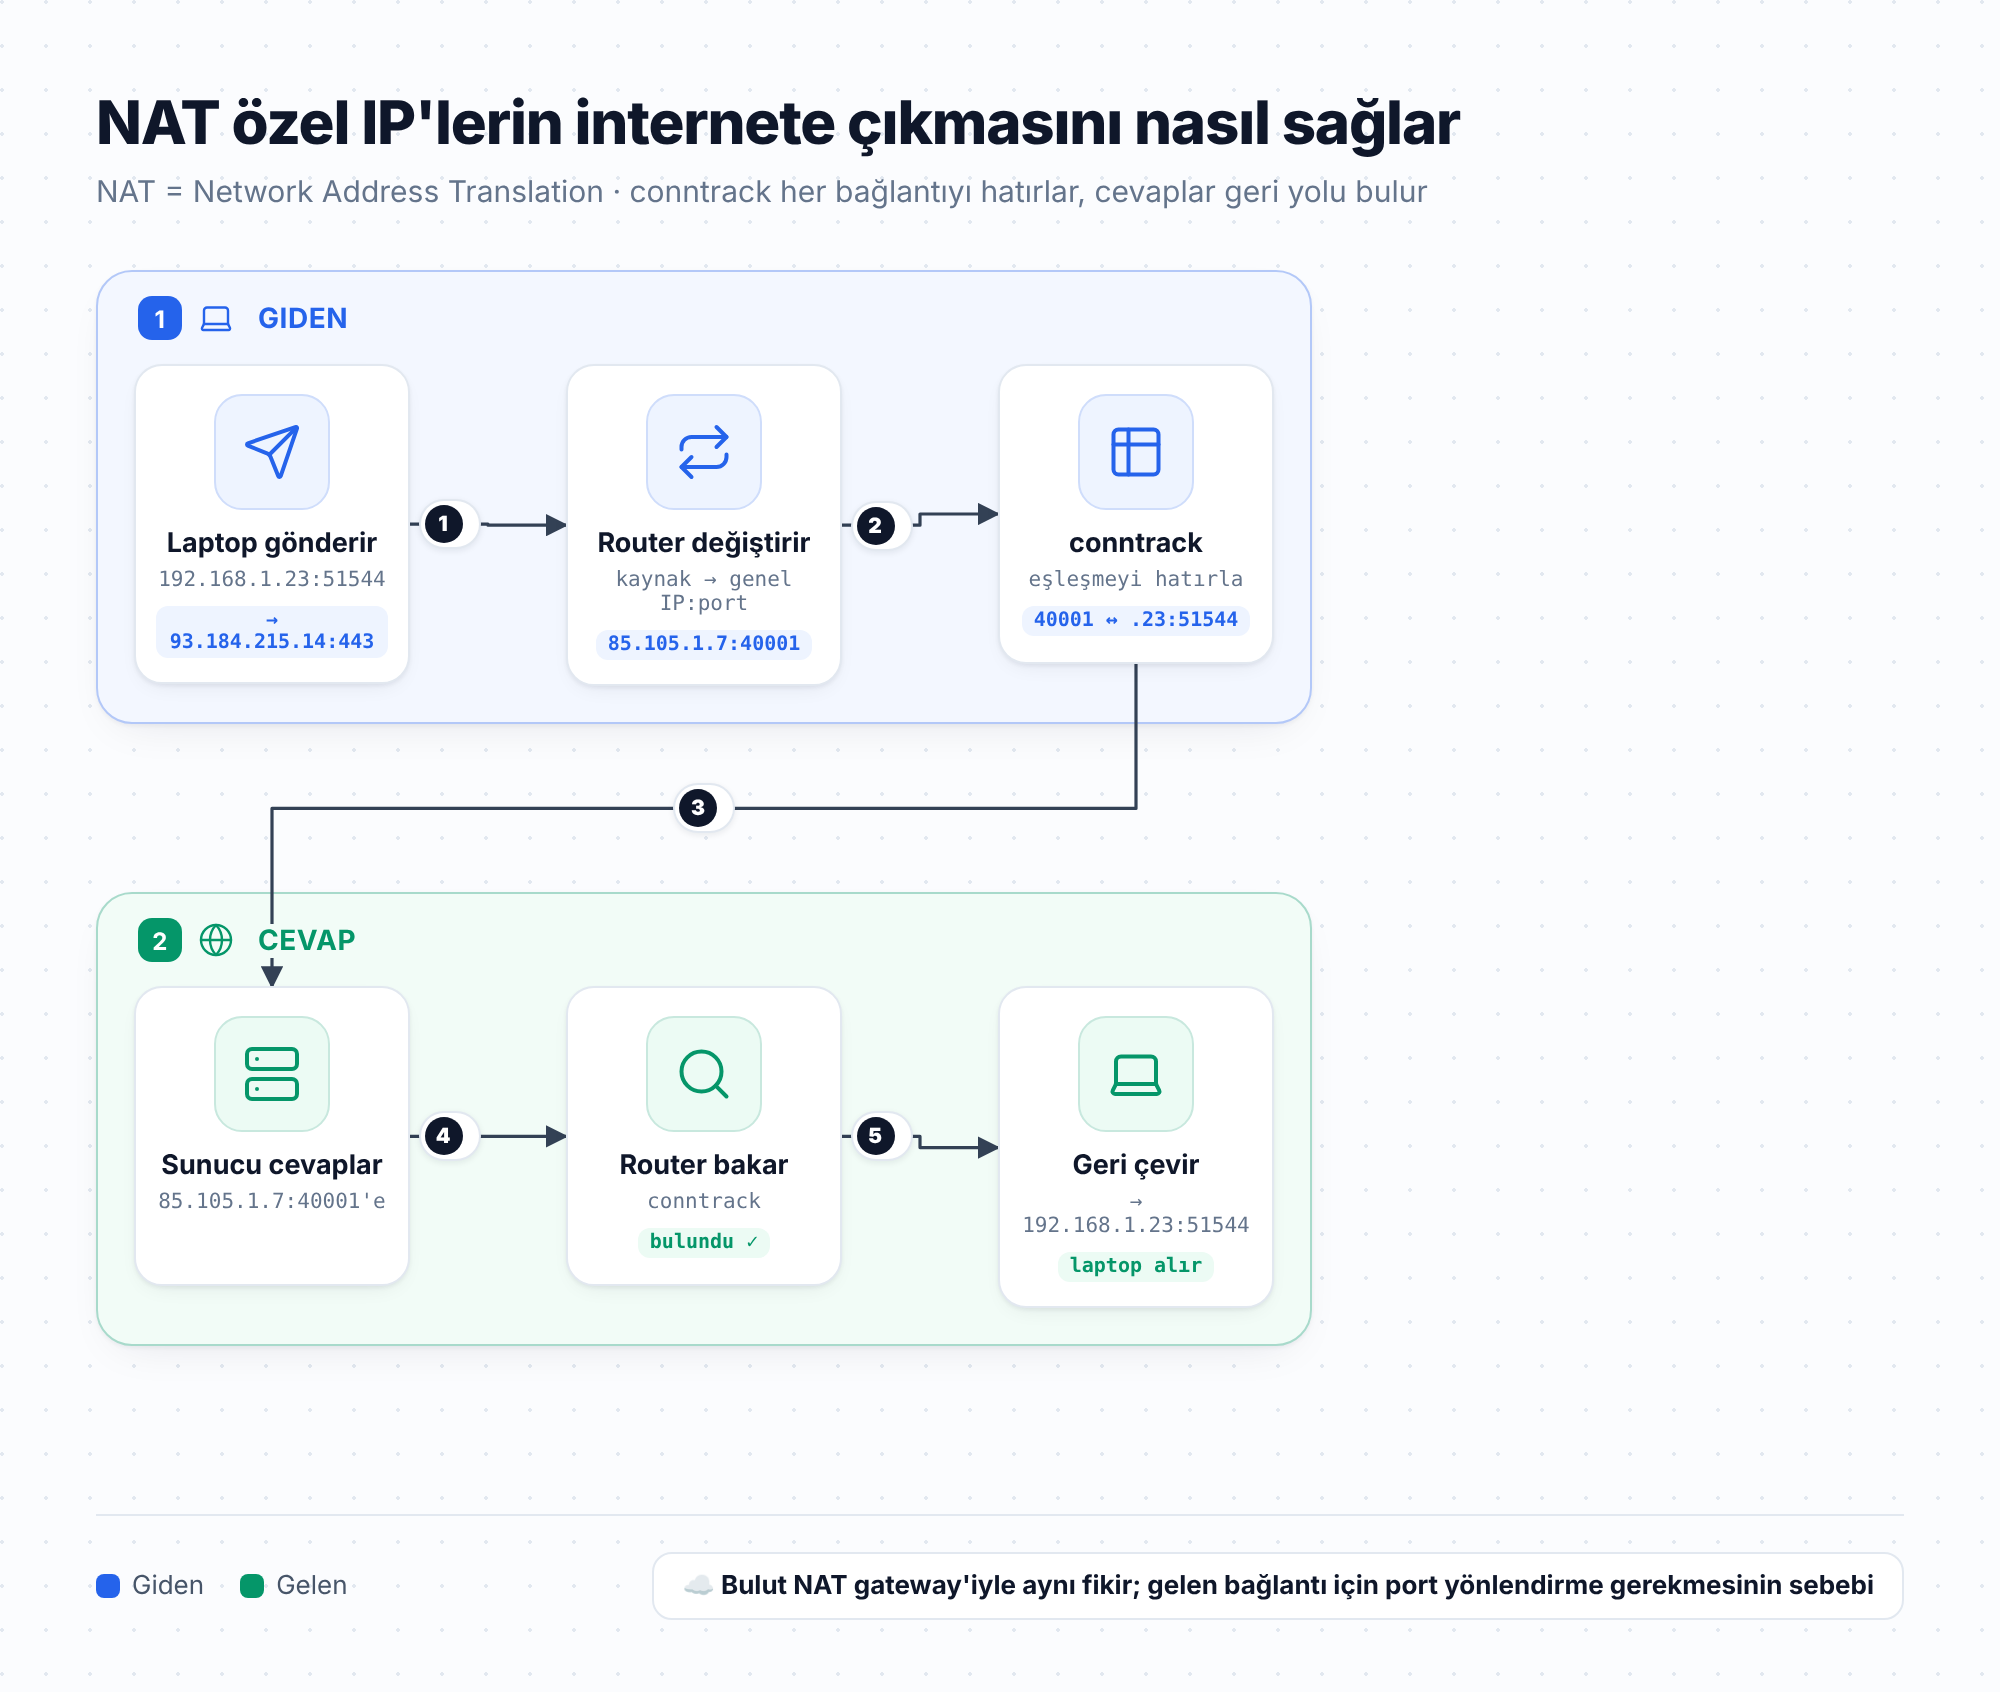 NAT özel IP'lerin internete çıkmasını nasıl sağlar
NAT = Network Address Translation · conntrack her bağlantıyı hatırlar, cevaplar geri yolu bulur
1 GIDEN
Laptop gönderir
192.168.1.23:51544
→
93.184.215.14:443
1
Router değiştirir
kaynak → genel
IP:port
85.105.1.7:40001
2
conntrack
eşleşmeyi hatırla
40001 ↔ .23:51544
3
2 CEVAP
Sunucu cevaplar
85.105.1.7:40001'e
4
Router bakar
conntrack
bulundu ✓
5
Geri çevir
→
192.168.1.23:51544
laptop alır
Giden
Gelen
☁️ Bulut NAT gateway'iyle aynı fikir; gelen bağlantı için port yönlendirme gerekmesinin sebebi